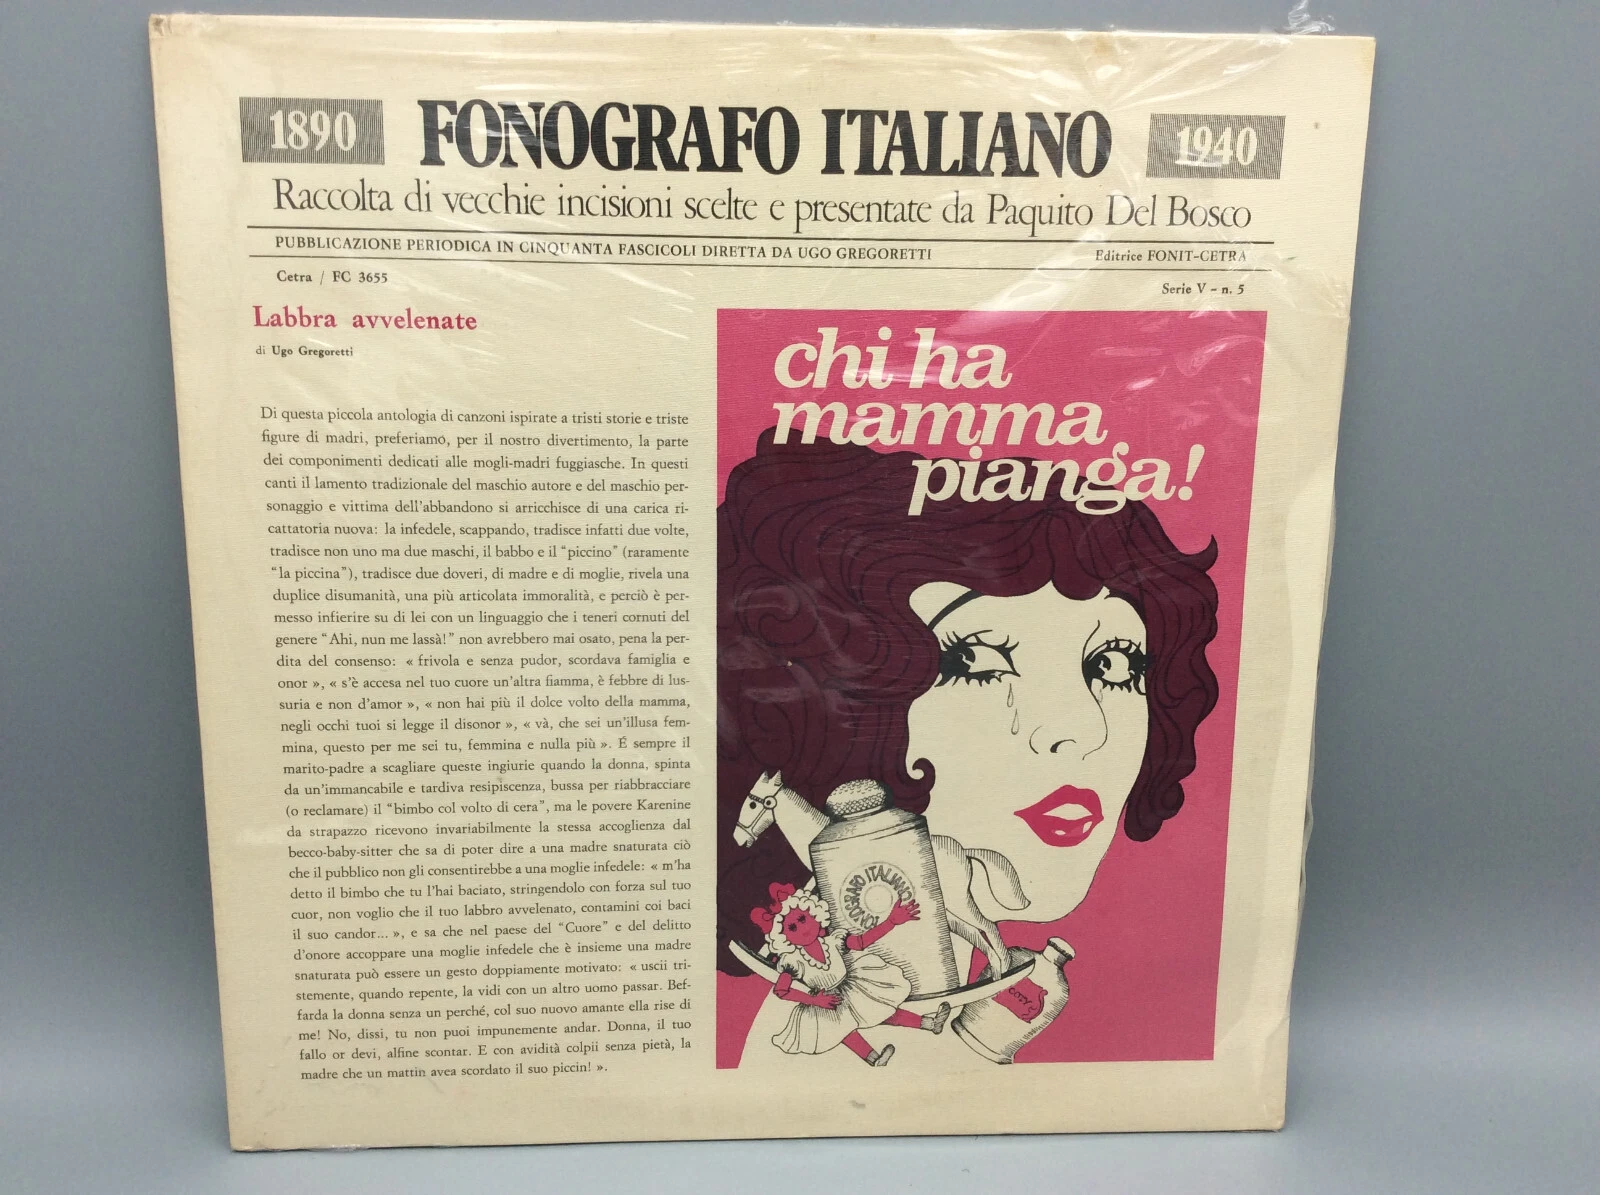 1890 FONOGRAFO ITALIANO 1940
Raccolta di vecchie incisioni scelte e presentate da Paquito Del Bosco
PUBBLICAZIONE PERIODICA IN CINQUANTA FASCICOLI DIRETTA DA UGO GREGORETTI Editrice FONIT-CETRA
Cetra / FC 3655 Serie V - n. 5
Labbra avvelenate
di Ugo Gregoretti
Di questa piccola antologia di canzoni ispirate a tristi storie e triste
figure di madri, preferiamo, per il nostro divertimento, la parte
dei componimenti dedicati alle mogli-madri fuggiasche. In questi
canti il lamento tradizionale del maschio autore e del maschio per-
sonaggio e vittima dell'abbandono si arricchisce di una carica ri-
cattatoria nuova: la infedele, scappando, tradisce infatti due volte,
tradisce non uno ma due maschi, il babbo e il "piccino" (raramente
"la piccina"), tradisce due doveri, di madre e di moglie, rivela una
duplice disumanità, una più articolata immoralità, e perciò è per-
messo infierire su di lei con un linguaggio che i teneri cornuti del
genere "Ahi, nun me lassà!" non avrebbero mai osato, pena la per-
dita del consenso: « frivola e senza pudor, scordava famiglia e
onor », « s'è accesa nel tuo cuore un'altra fiamma, è febbre di lus-
suria e non d'amor », « non hai più il dolce volto della mamma,
negli occhi tuoi si legge il disonor », « và, che sei un'illusa fem-
mina, questo per me sei tu, femmina e nulla più ». É sempre il
marito-padre a scagliare queste ingiurie quando la donna, spinta
da un'immancabile e tardiva resipiscenza, bussa per riabbracciare
(o reclamare) il "bimbo col volto di cera", ma le povere Karenine
da strapazzo ricevono invariabilmente la stessa accoglienza dal
becco-baby-sitter che sa di poter dire a una madre snaturata ciò
che il pubblico non gli consentirebbe a una moglie infedele: « m'ha
detto il bimbo che tu l'hai baciato, stringendolo con forza sul tuo
cuor, non voglio che il tuo labbro avvelenato, contamini coi baci
il suo candor... », e sa che nel paese del "Cuore" e del delitto
d'onore accoppare una moglie infedele che è insieme una madre
snaturata può essere un gesto doppiamente motivato: « uscii tri-
stemente, quando repente, la vidi con un altro uomo passar. Bef-
farda la donna senza un perché, col suo nuovo amante ella rise di
me! No, dissi, tu non puoi impunemente andar. Donna, il tuo
fallo or devi, alfine scontar. E con avidità colpii senza pietà, la
madre che un mattin avea scordato il suo piccin! ».
chi ha
mamma,
pianga!
FONOGRAFO ITALIANO